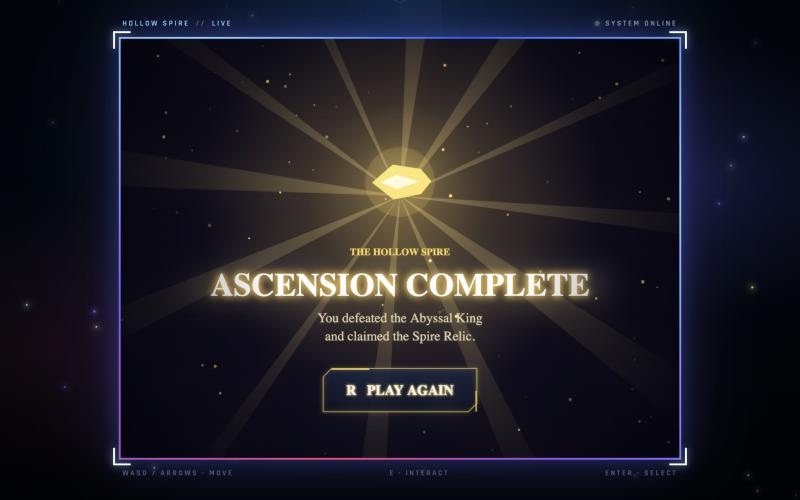 HOLLOW SPIRE // LIVE
SYSTEM ONLINE
THE HOLLOW SPIRE
ASCENSION COMPLETE
You defeated the Abyssal King
and claimed the Spire Relic.
R PLAY AGAIN
WASD / ARROWS · MOVE
E · INTERACT
ENTER · SELECT